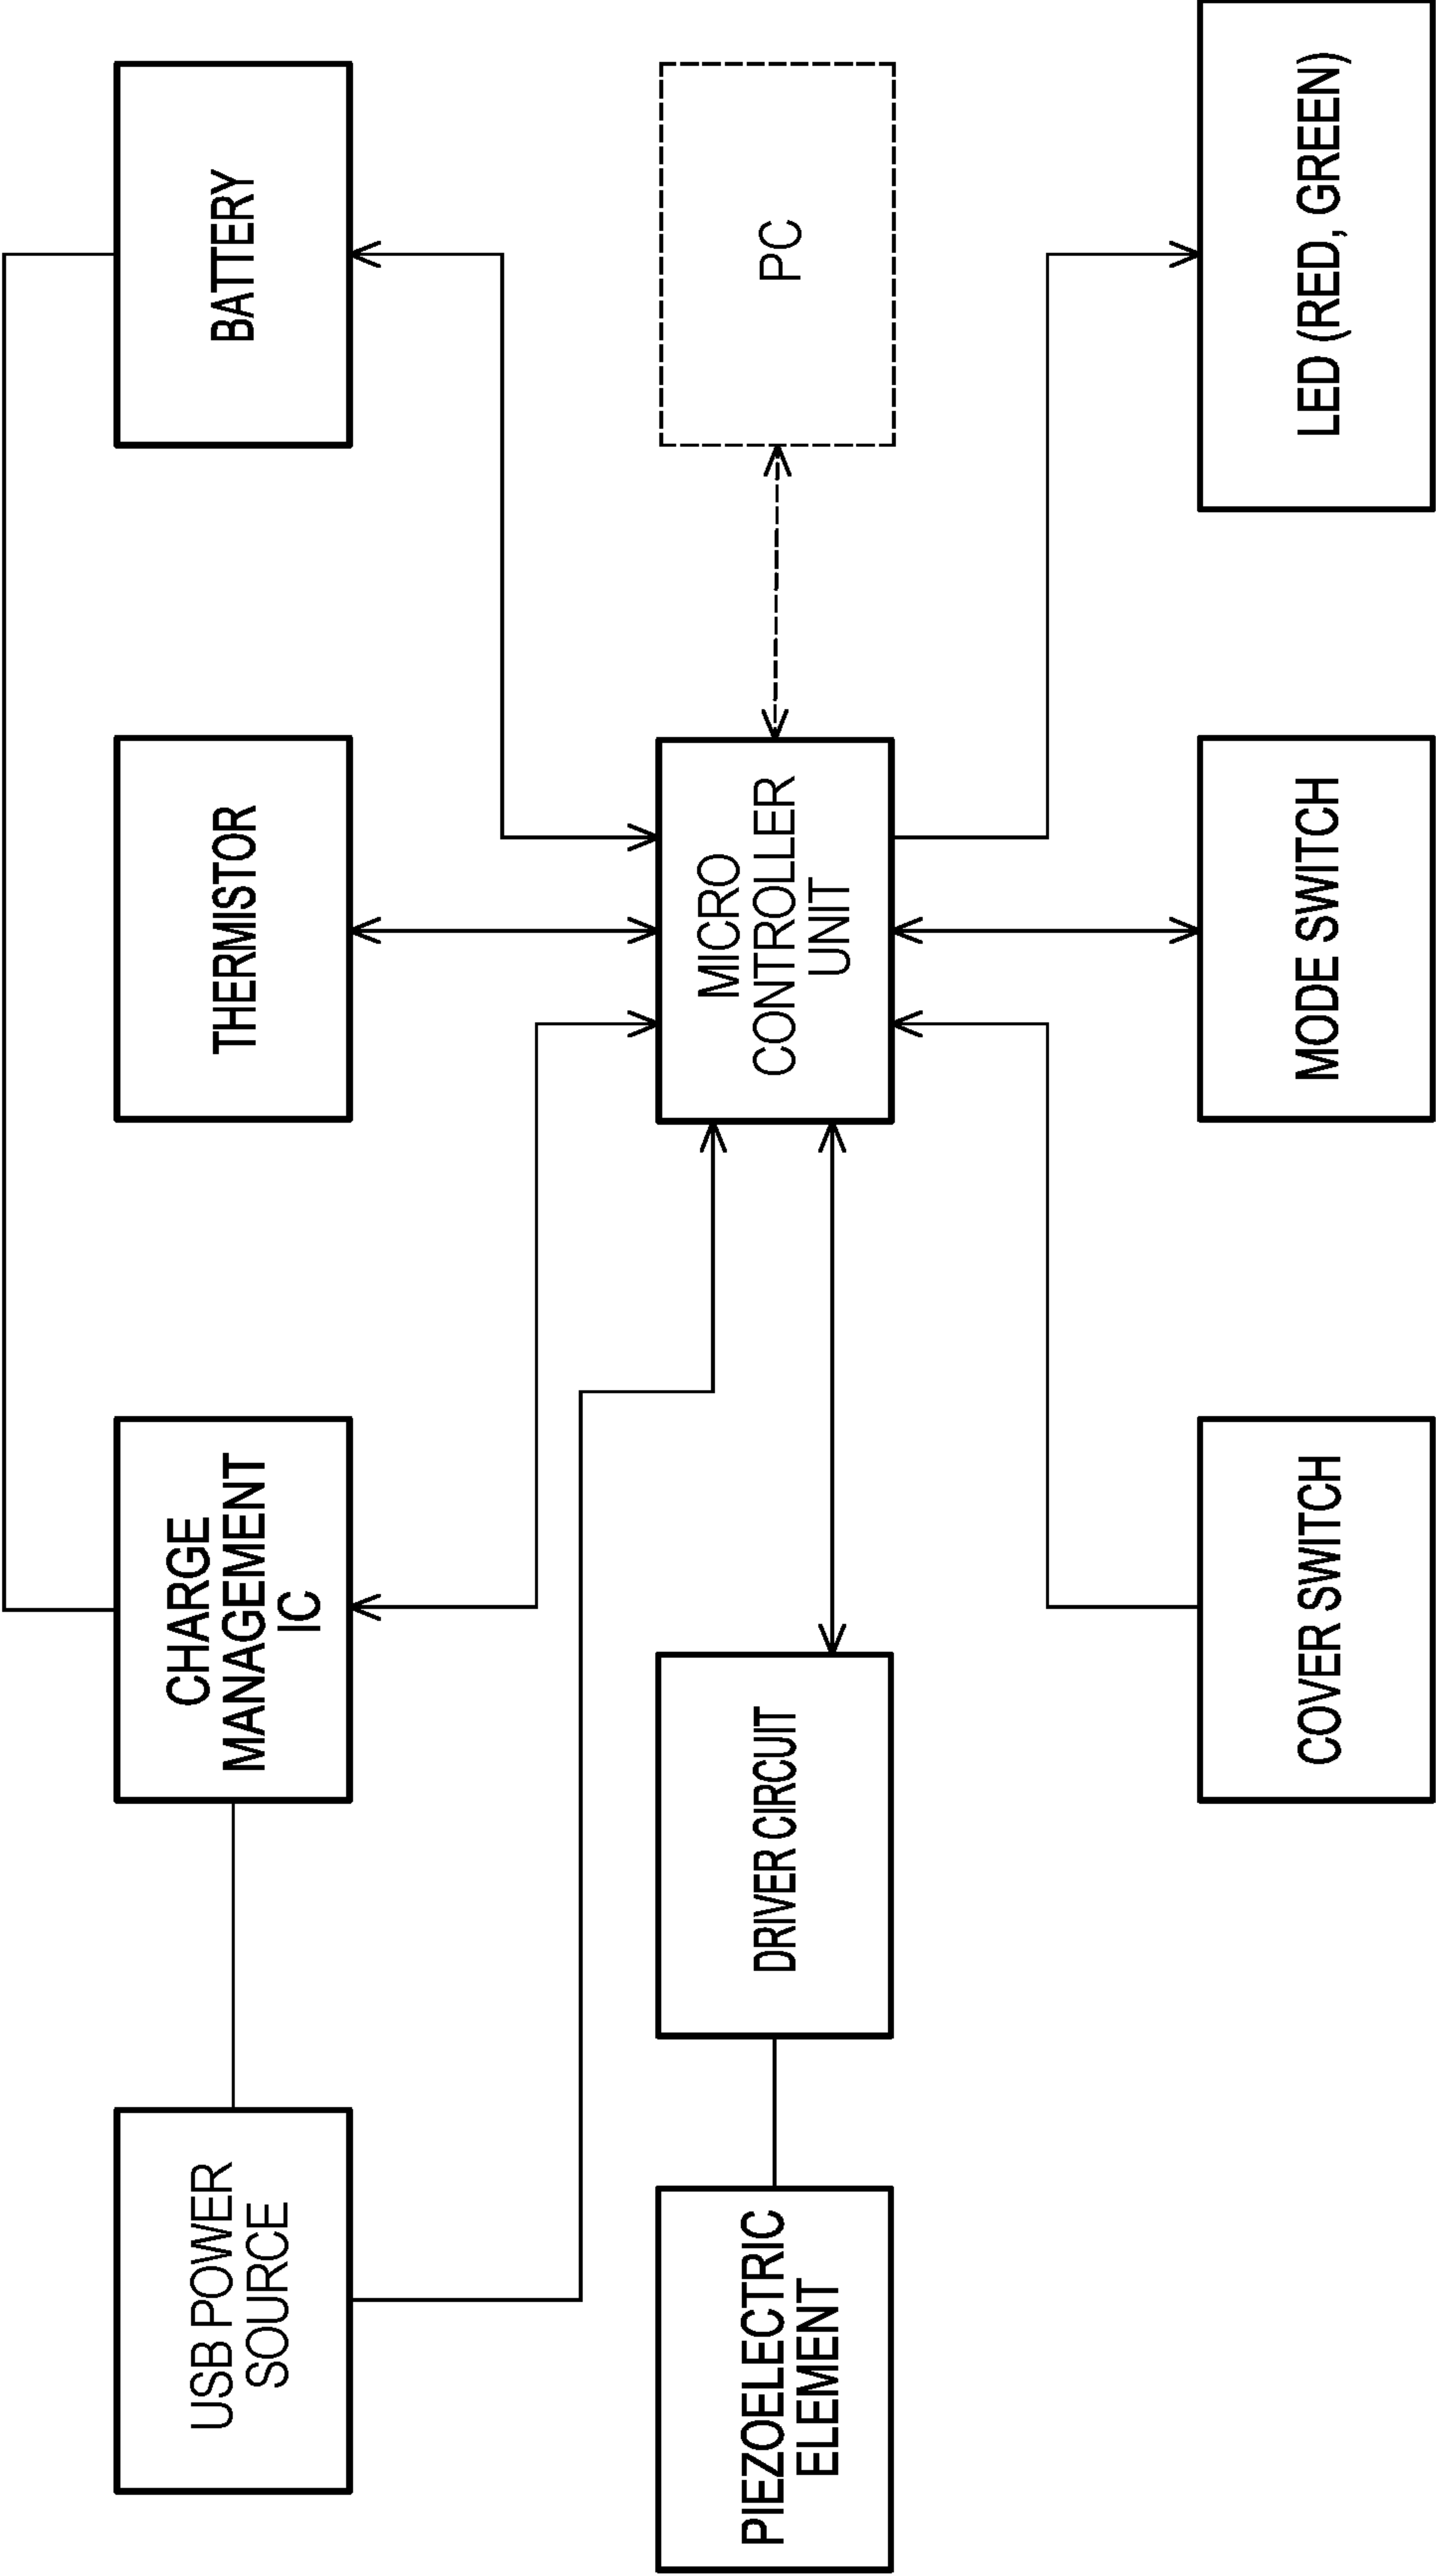 USB POWER
SOURCE
CHARGE
MANAGEMENT
IC
THERMISTOR
BATTERY
PIEZOELECTRIC
ELEMENT
DRIVER CIRCUIT
MICRO
CONTROLLER
UNIT
PC
COVER SWITCH
MODE SWITCH
LED (RED, GREEN)